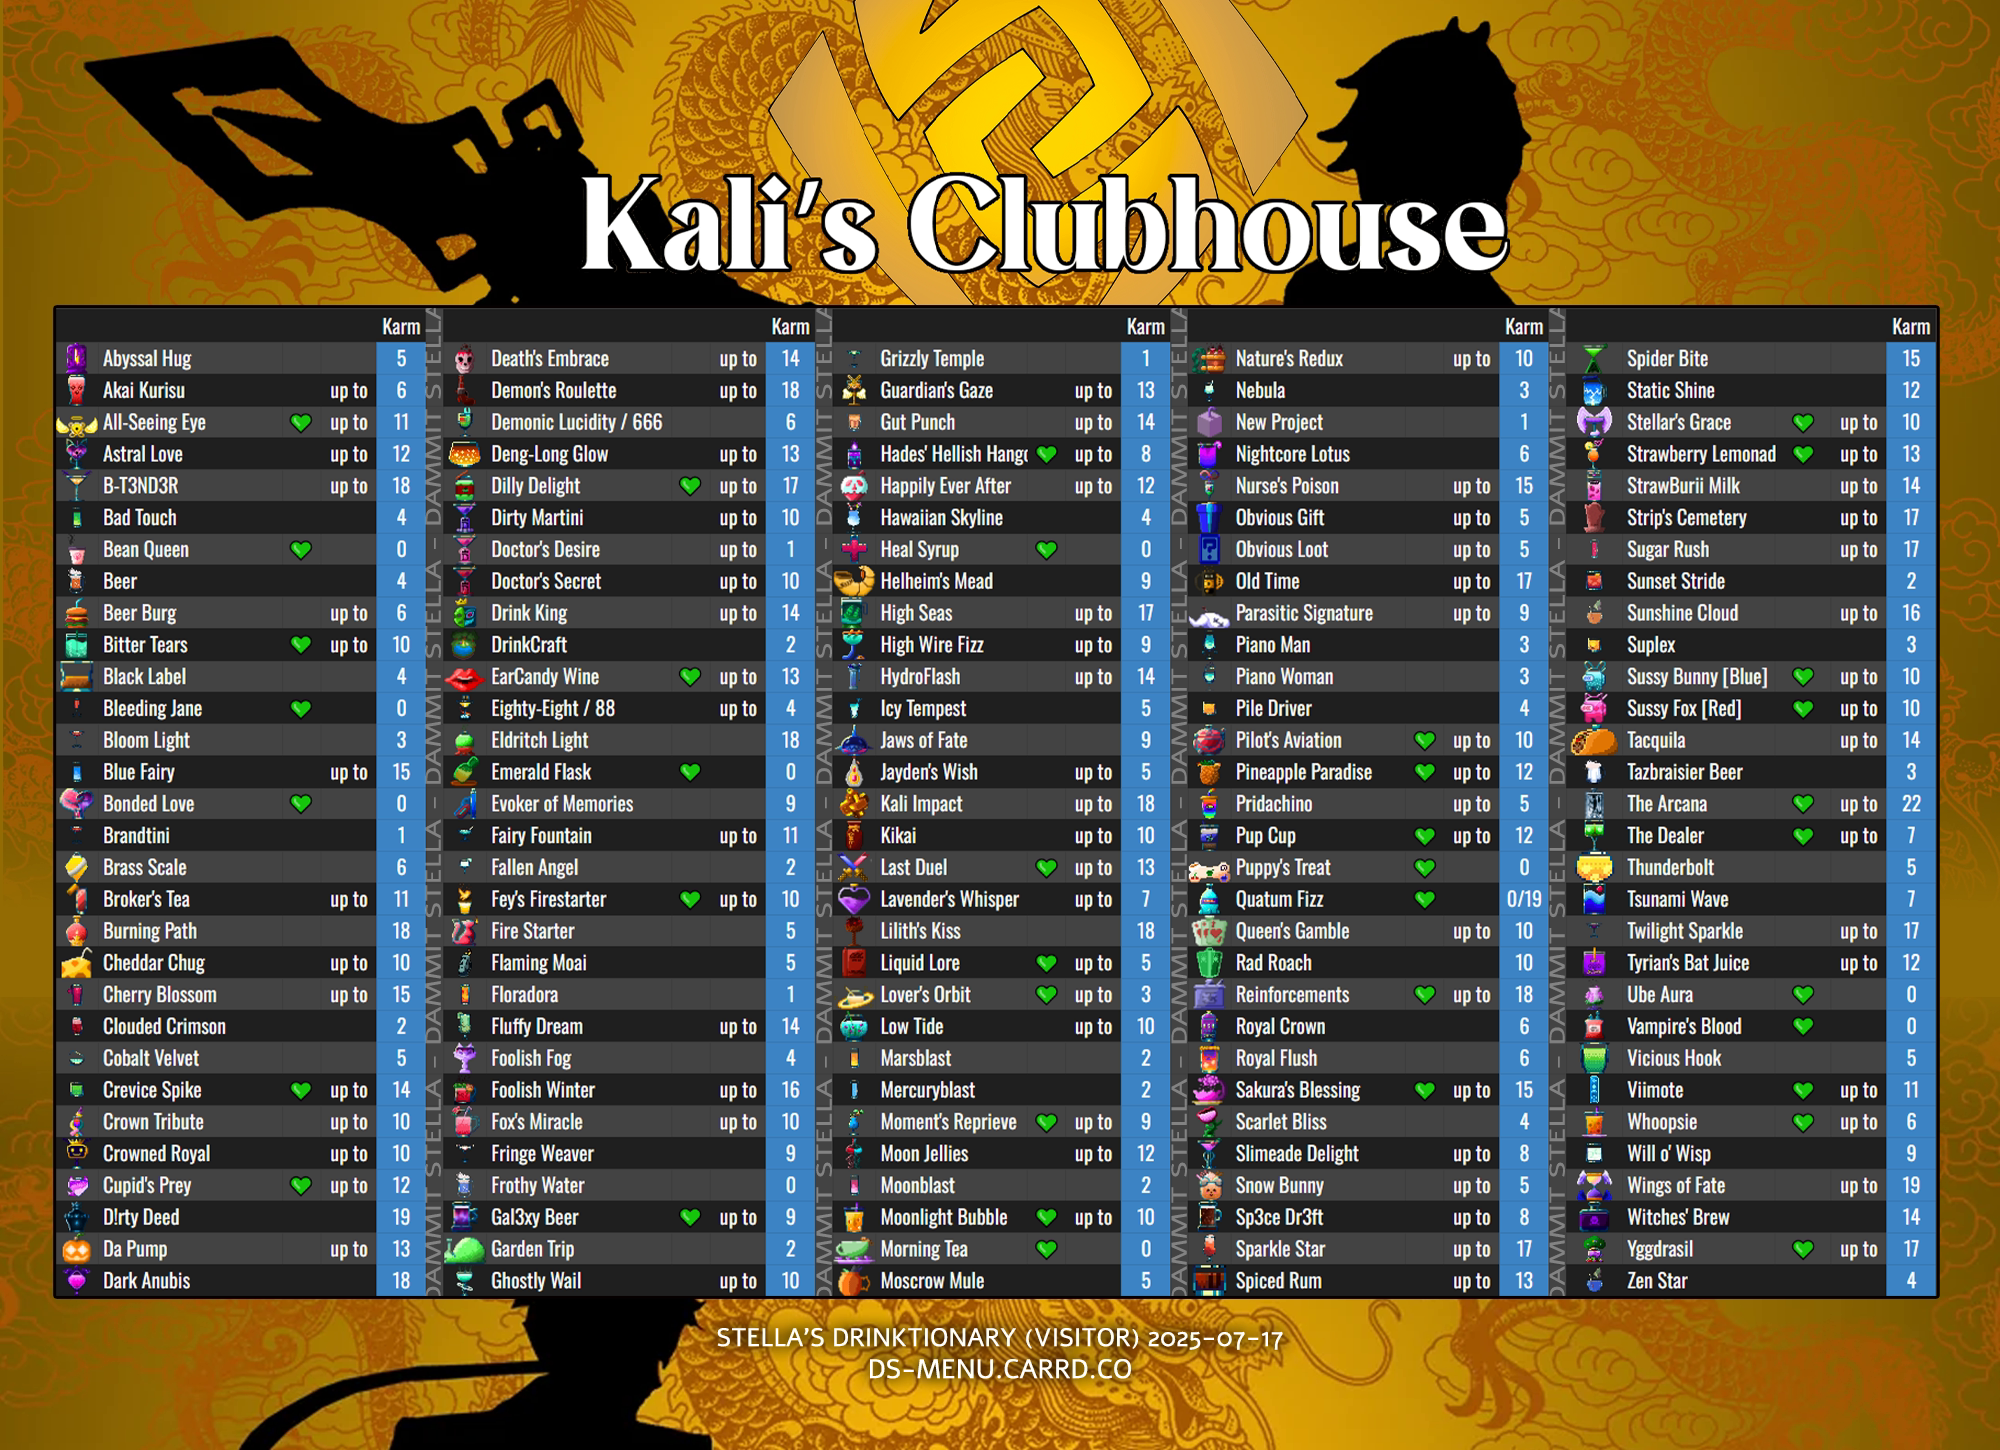 Kali's Clubhouse
Karm
Abyssal Hug 5
Akai Kurisu up to 6
All-Seeing Eye up to 11
Astral Love up to 12
B-T3ND3R up to 18
Bad Touch 4
Bean Queen 0
Beer 4
Beer Burg up to 6
Bitter Tears up to 10
Black Label 4
Bleeding Jane 0
Bloom Light 3
Blue Fairy up to 15
Bonded Love 0
Brandtini 1
Brass Scale 6
Broker's Tea up to 11
Burning Path 18
Cheddar Chug up to 10
Cherry Blossom up to 15
Clouded Crimson 2
Cobalt Velvet 5
Crevice Spike up to 14
Crown Tribute up to 10
Crowned Royal up to 10
Cupid's Prey up to 12
D!rty Deed 19
Da Pump up to 13
Dark Anubis 18
STELLA - DAMMIT STELLA - DAMMIT STELLA
Karm
Death's Embrace up to 14
Demon's Roulette up to 18
Demonic Lucidity / 666 6
Deng-Long Glow up to 13
Dilly Delight up to 17
Dirty Martini up to 10
Doctor's Desire up to 1
Doctor's Secret up to 10
Drink King up to 14
DrinkCraft 2
EarCandy Wine up to 13
Eighty-Eight / 88 up to 4
Eldritch Light 18
Emerald Flask 0
Evoker of Memories 9
Fairy Fountain up to 11
Fallen Angel 2
Fey's Firestarter up to 10
Fire Starter 5
Flaming Moai 5
Floradora 1
Fluffy Dream up to 14
Foolish Fog 4
Foolish Winter up to 16
Fox's Miracle up to 10
Fringe Weaver 9
Frothy Water 0
Gal3xy Beer up to 9
Garden Trip 2
Ghostly Wail up to 10
STELLA - DAMMIT STELLA - DAMMIT STELLA
Karm
Grizzly Temple 1
Guardian's Gaze up to 13
Gut Punch up to 14
Hades' Hellish Hang up to 8
Happily Ever After up to 12
Hawaiian Skyline 4
Heal Syrup 0
Helheim's Mead 9
High Seas up to 17
High Wire Fizz up to 9
HydroFlash up to 14
Icy Tempest 5
Jaws of Fate 9
Jayden's Wish up to 5
Kali Impact up to 18
Kikai up to 10
Last Duel up to 13
Lavender's Whisper up to 7
Lilith's Kiss 18
Liquid Lore up to 5
Lover's Orbit up to 3
Low Tide up to 10
Marsblast 2
Mercuryblast 2
Moment's Reprieve up to 9
Moon Jellies up to 12
Moonblast 2
Moonlight Bubble up to 10
Morning Tea 0
Moscrow Mule 5
STELLA - DAMMIT STELLA - DAMMIT STELLA
Karm
Nature's Redux up to 10
Nebula 3
New Project 1
Nightcore Lotus 6
Nurse's Poison up to 15
Obvious Gift up to 5
Obvious Loot up to 5
Old Time up to 17
Parasitic Signature up to 9
Piano Man 3
Piano Woman 3
Pile Driver 4
Pilot's Aviation up to 10
Pineapple Paradise up to 12
Pridachino up to 5
Pup Cup up to 12
Puppy's Treat 0
Quatum Fizz 0/19
Queen's Gamble up to 10
Rad Roach 10
Reinforcements up to 18
Royal Crown 6
Royal Flush 6
Sakura's Blessing up to 15
Scarlet Bliss 4
Slimeade Delight up to 8
Snow Bunny up to 5
Sp3ce Dr3ft up to 8
Sparkle Star up to 17
Spiced Rum up to 13
STELLA - DAMMIT STELLA - DAMMIT STELLA
Karm
Spider Bite 15
Static Shine 12
Stellar's Grace up to 10
Strawberry Lemonad up to 13
StrawBurii Milk up to 14
Strip's Cemetery up to 17
Sugar Rush up to 17
Sunset Stride 2
Sunshine Cloud up to 16
Suplex 3
Sussy Bunny [Blue] up to 10
Sussy Fox [Red] up to 10
Tacquila up to 14
Tazbraisier Beer 3
The Arcana up to 22
The Dealer up to 7
Thunderbolt 5
Tsunami Wave 7
Twilight Sparkle up to 17
Tyrian's Bat Juice up to 12
Ube Aura 0
Vampire's Blood 0
Vicious Hook 5
Viimote up to 11
Whoopsie up to 6
Will o' Wisp 9
Wings of Fate up to 19
Witches' Brew 14
Yggdrasil up to 17
Zen Star 4
STELLA'S DRINKTIONARY (VISITOR) 2025-07-17
DS-MENU.CARRD.CO